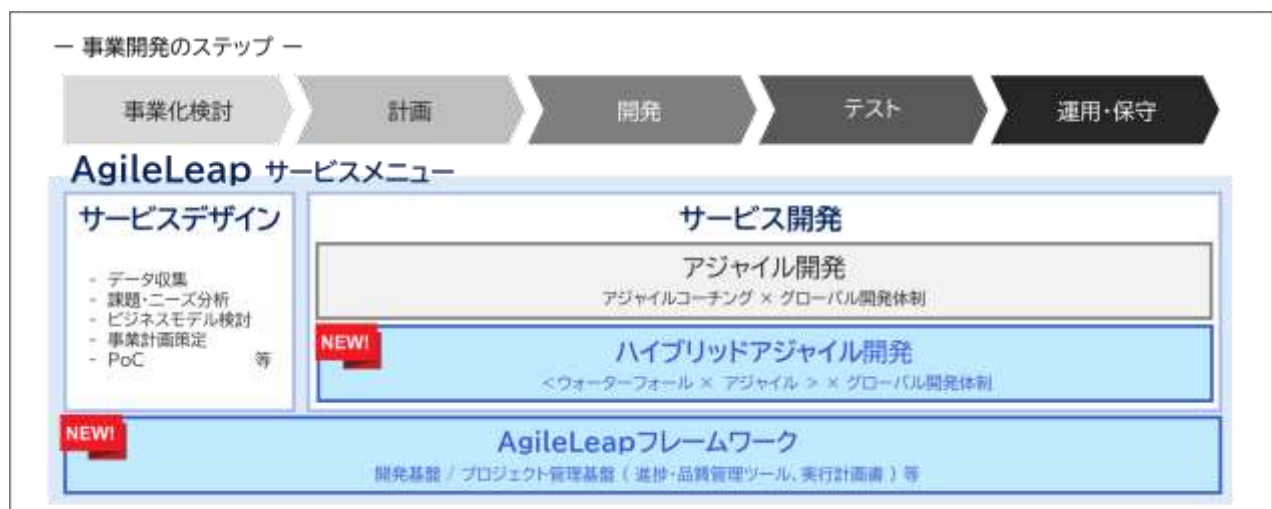 ー 事業開発のステップ ー
事業化検討
計画
開発
テスト
運用・保守
AgileLeap サービスメニュー
サービスデザイン
- データ収集
- 課題・ニーズ分析
- ビジネスモデル検討
- 事業計画策定
- PoC 等
サービス開発
アジャイル開発
アジャイルコーチング × グローバル開発体制
NEW!
ハイブリッドアジャイル開発
<ウォーターフォール × アジャイル > × グローバル開発体制
NEW!
AgileLeapフレームワーク
開発基盤 / プロジェクト管理基盤 ( 進捗・品質管理ツール、実行計画書 ) 等